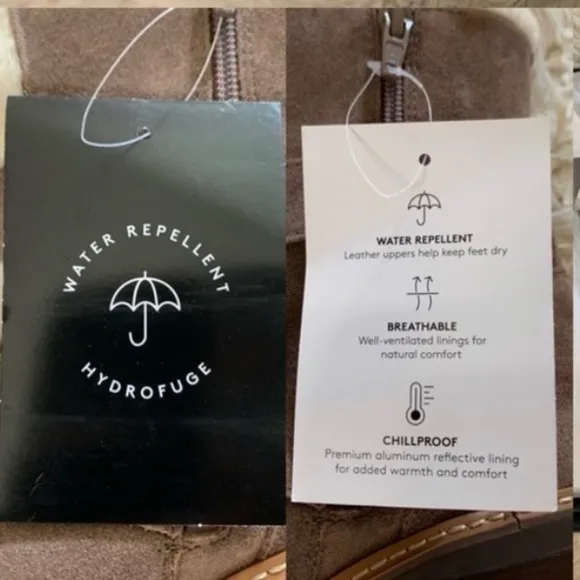 WATER REPELLENT
HYDROFUGE
WATER REPELLENT
Leather uppers help keep feet dry
BREATHABLE
Well-ventilated linings for
natural comfort
CHILLPROOF
Premium aluminum reflective lining
for added warmth and comfort